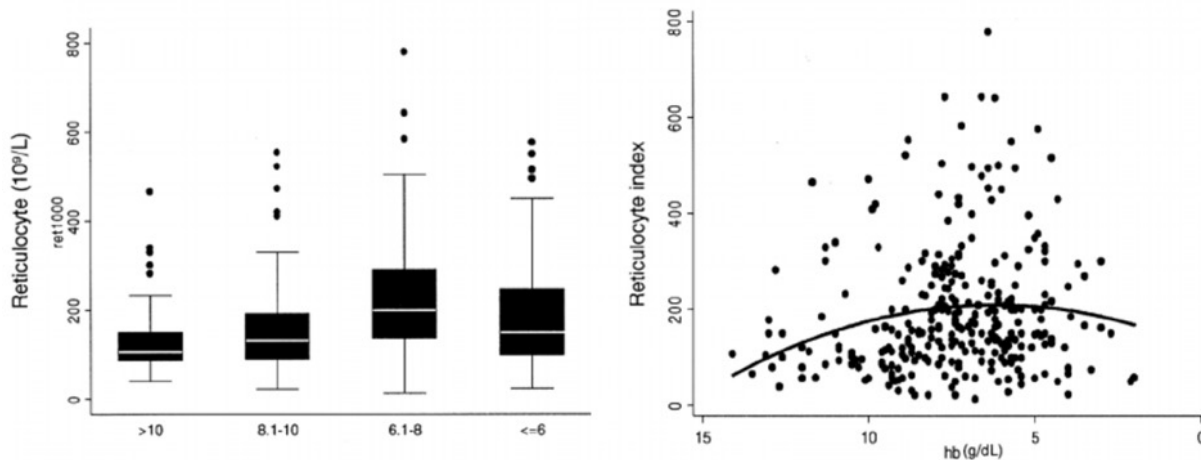 Reticulocyte (10⁹/L)
ret1000
800
600
400
200
0
>10 8.1-10 6.1-8 <=6
Reticulocyte index
800
600
400
200
0
15 10 5 0
hb (g/dL)